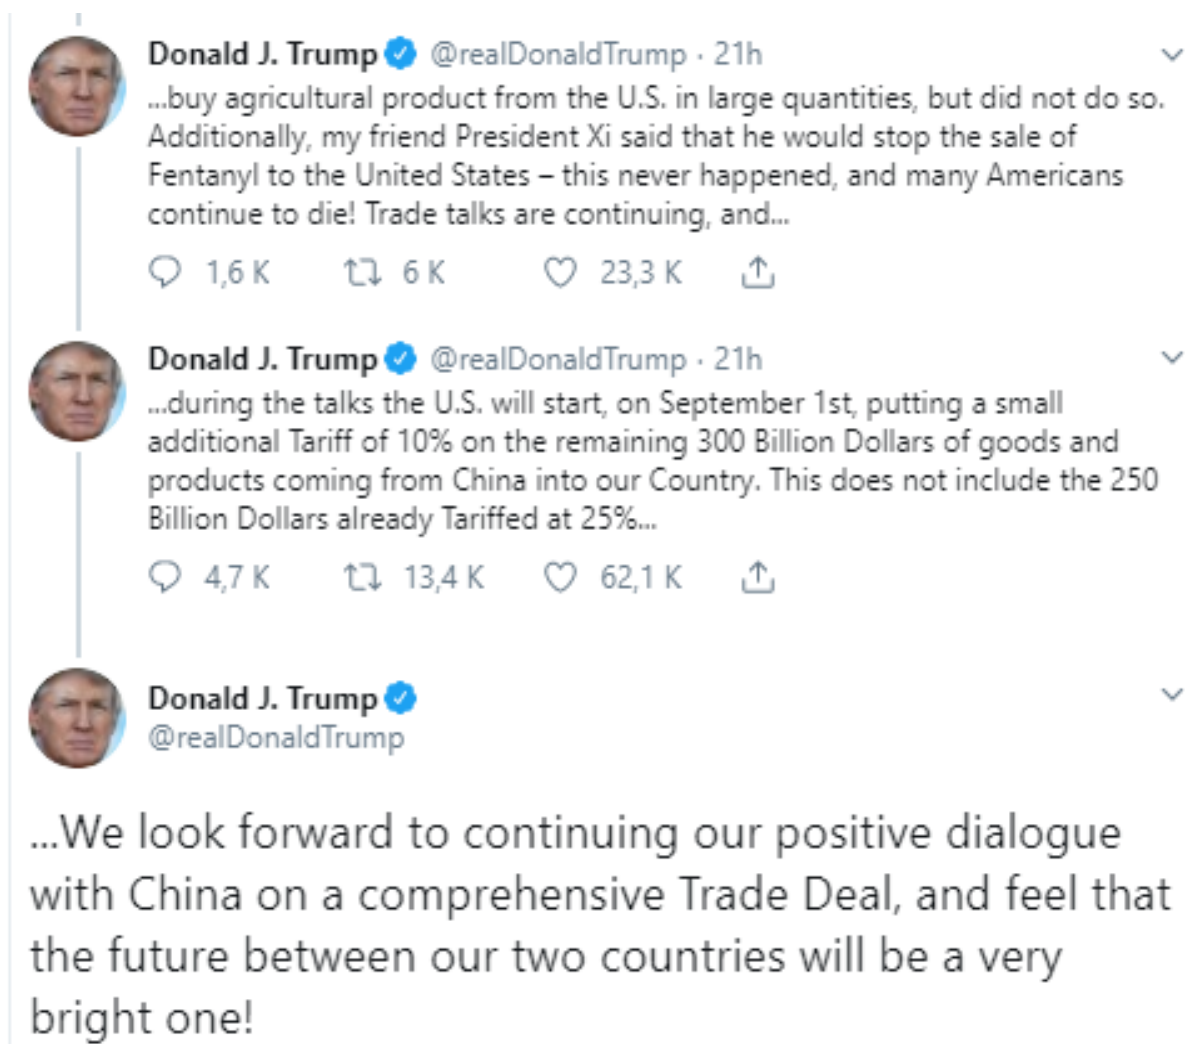 Donald J. Trump @realDonaldTrump · 21h
...buy agricultural product from the U.S. in large quantities, but did not do so.
Additionally, my friend President Xi said that he would stop the sale of
Fentanyl to the United States – this never happened, and many Americans
continue to die! Trade talks are continuing, and...
1,6 K 6 K 23,3 K
Donald J. Trump @realDonaldTrump · 21h
...during the talks the U.S. will start, on September 1st, putting a small
additional Tariff of 10% on the remaining 300 Billion Dollars of goods and
products coming from China into our Country. This does not include the 250
Billion Dollars already Tariffed at 25%...
4,7 K 13,4 K 62,1 K
Donald J. Trump
@realDonaldTrump
...We look forward to continuing our positive dialogue
with China on a comprehensive Trade Deal, and feel that
the future between our two countries will be a very
bright one!